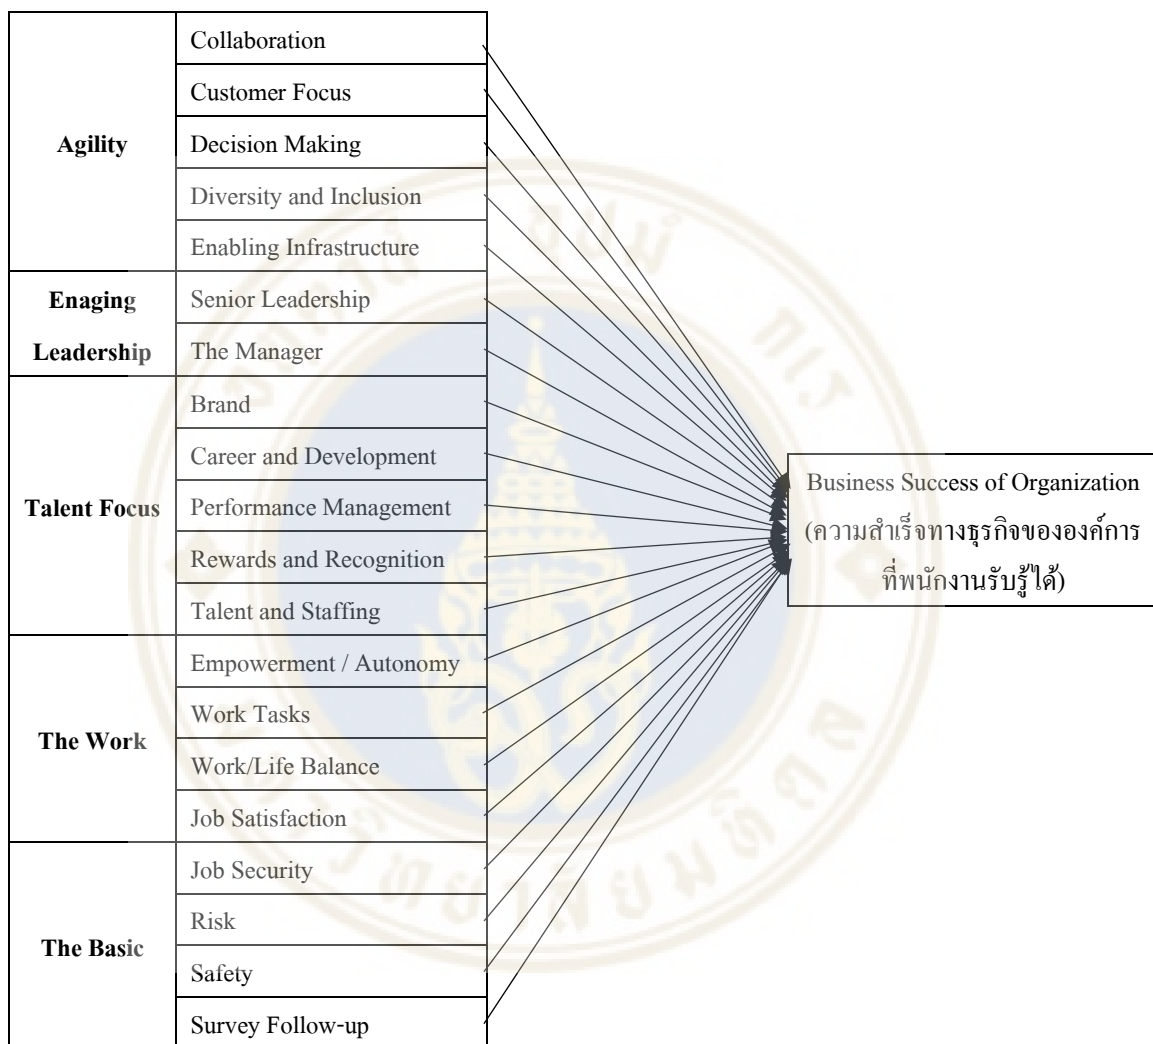 Agility
Collaboration
Customer Focus
Decision Making
Diversity and Inclusion
Enabling Infrastructure
Enaging
Leadership
Senior Leadership
The Manager
Talent Focus
Brand
Career and Development
Performance Management
Rewards and Recognition
Talent and Staffing
The Work
Empowerment / Autonomy
Work Tasks
Work/Life Balance
Job Satisfaction
The Basic
Job Security
Risk
Safety
Survey Follow-up
Business Success of Organization
(ความสำเร็จทางธุรกิจขององค์การ
ที่พนักงานรับรู้ได้)